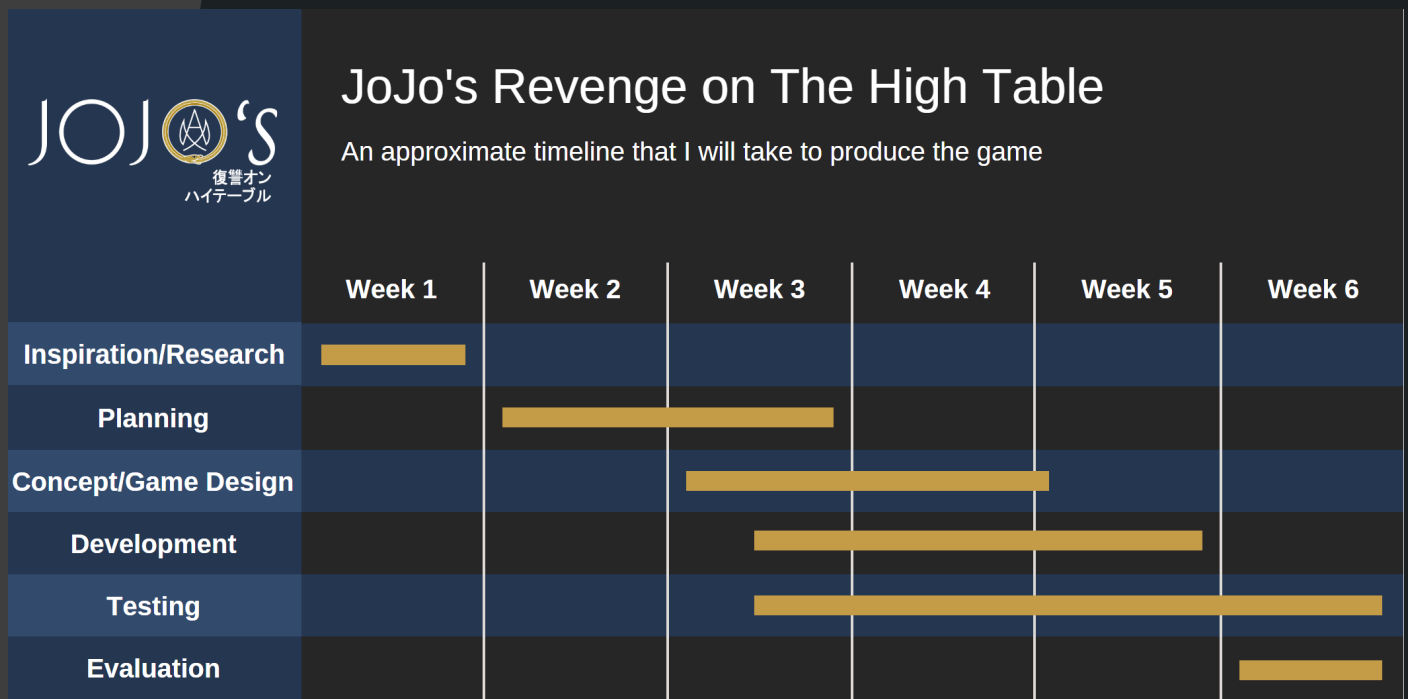 JOJO's
復讐オン
ハイテーブル
JoJo's Revenge on The High Table
An approximate timeline that I will take to produce the game
Week 1 Week 2 Week 3 Week 4 Week 5 Week 6
Inspiration/Research
Planning
Concept/Game Design
Development
Testing
Evaluation